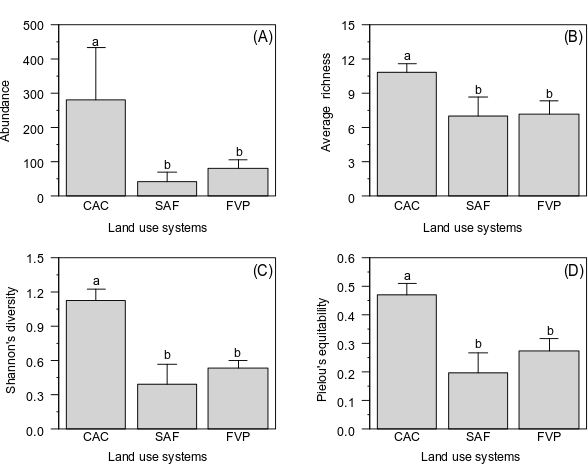 500
400
300
200
100
0
Abundance
(A)
a
b
b
CAC SAF FVP
Land use systems
15
12
9
6
3
0
Average richness
(B)
a
b
b
CAC SAF FVP
Land use systems
1.5
1.2
0.9
0.6
0.3
0.0
Shannon's diversity
(C)
a
b
b
CAC SAF FVP
Land use systems
0.6
0.5
0.4
0.3
0.2
0.1
0.0
Pielou's equitability
(D)
a
b
b
CAC SAF FVP
Land use systems